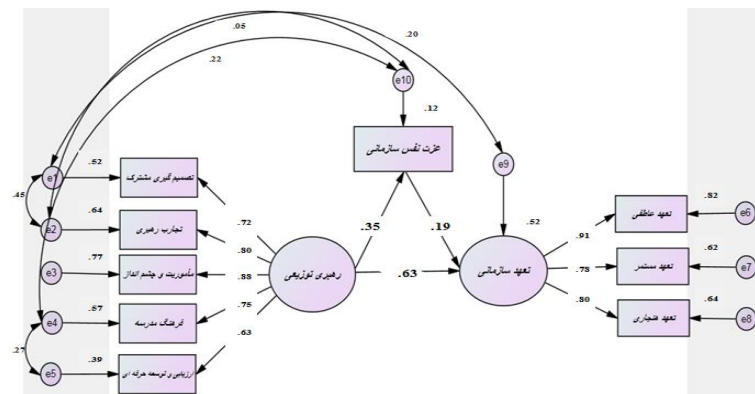 .05
.20
.22
e10
.12
عزت نفس سازمانی
e1
.52
تصمیم گیری مشترک
e9
.45
.72
.35
.19
.52
e2
.64
تجارب رهبری
.80
.91
تعهد عاطفی
.82
e6
e3
.77
مأموریت و چشم انداز
.88
رهبری توزیعی
.63
تعهد سازمانی
.78
تعهد مستمر
.62
e7
e4
.57
فرهنگ مدرسه
.75
.80
تعهد هنجاری
.64
e8
.27
.63
e5
.39
ارزیابی و توسعه حرفه ای